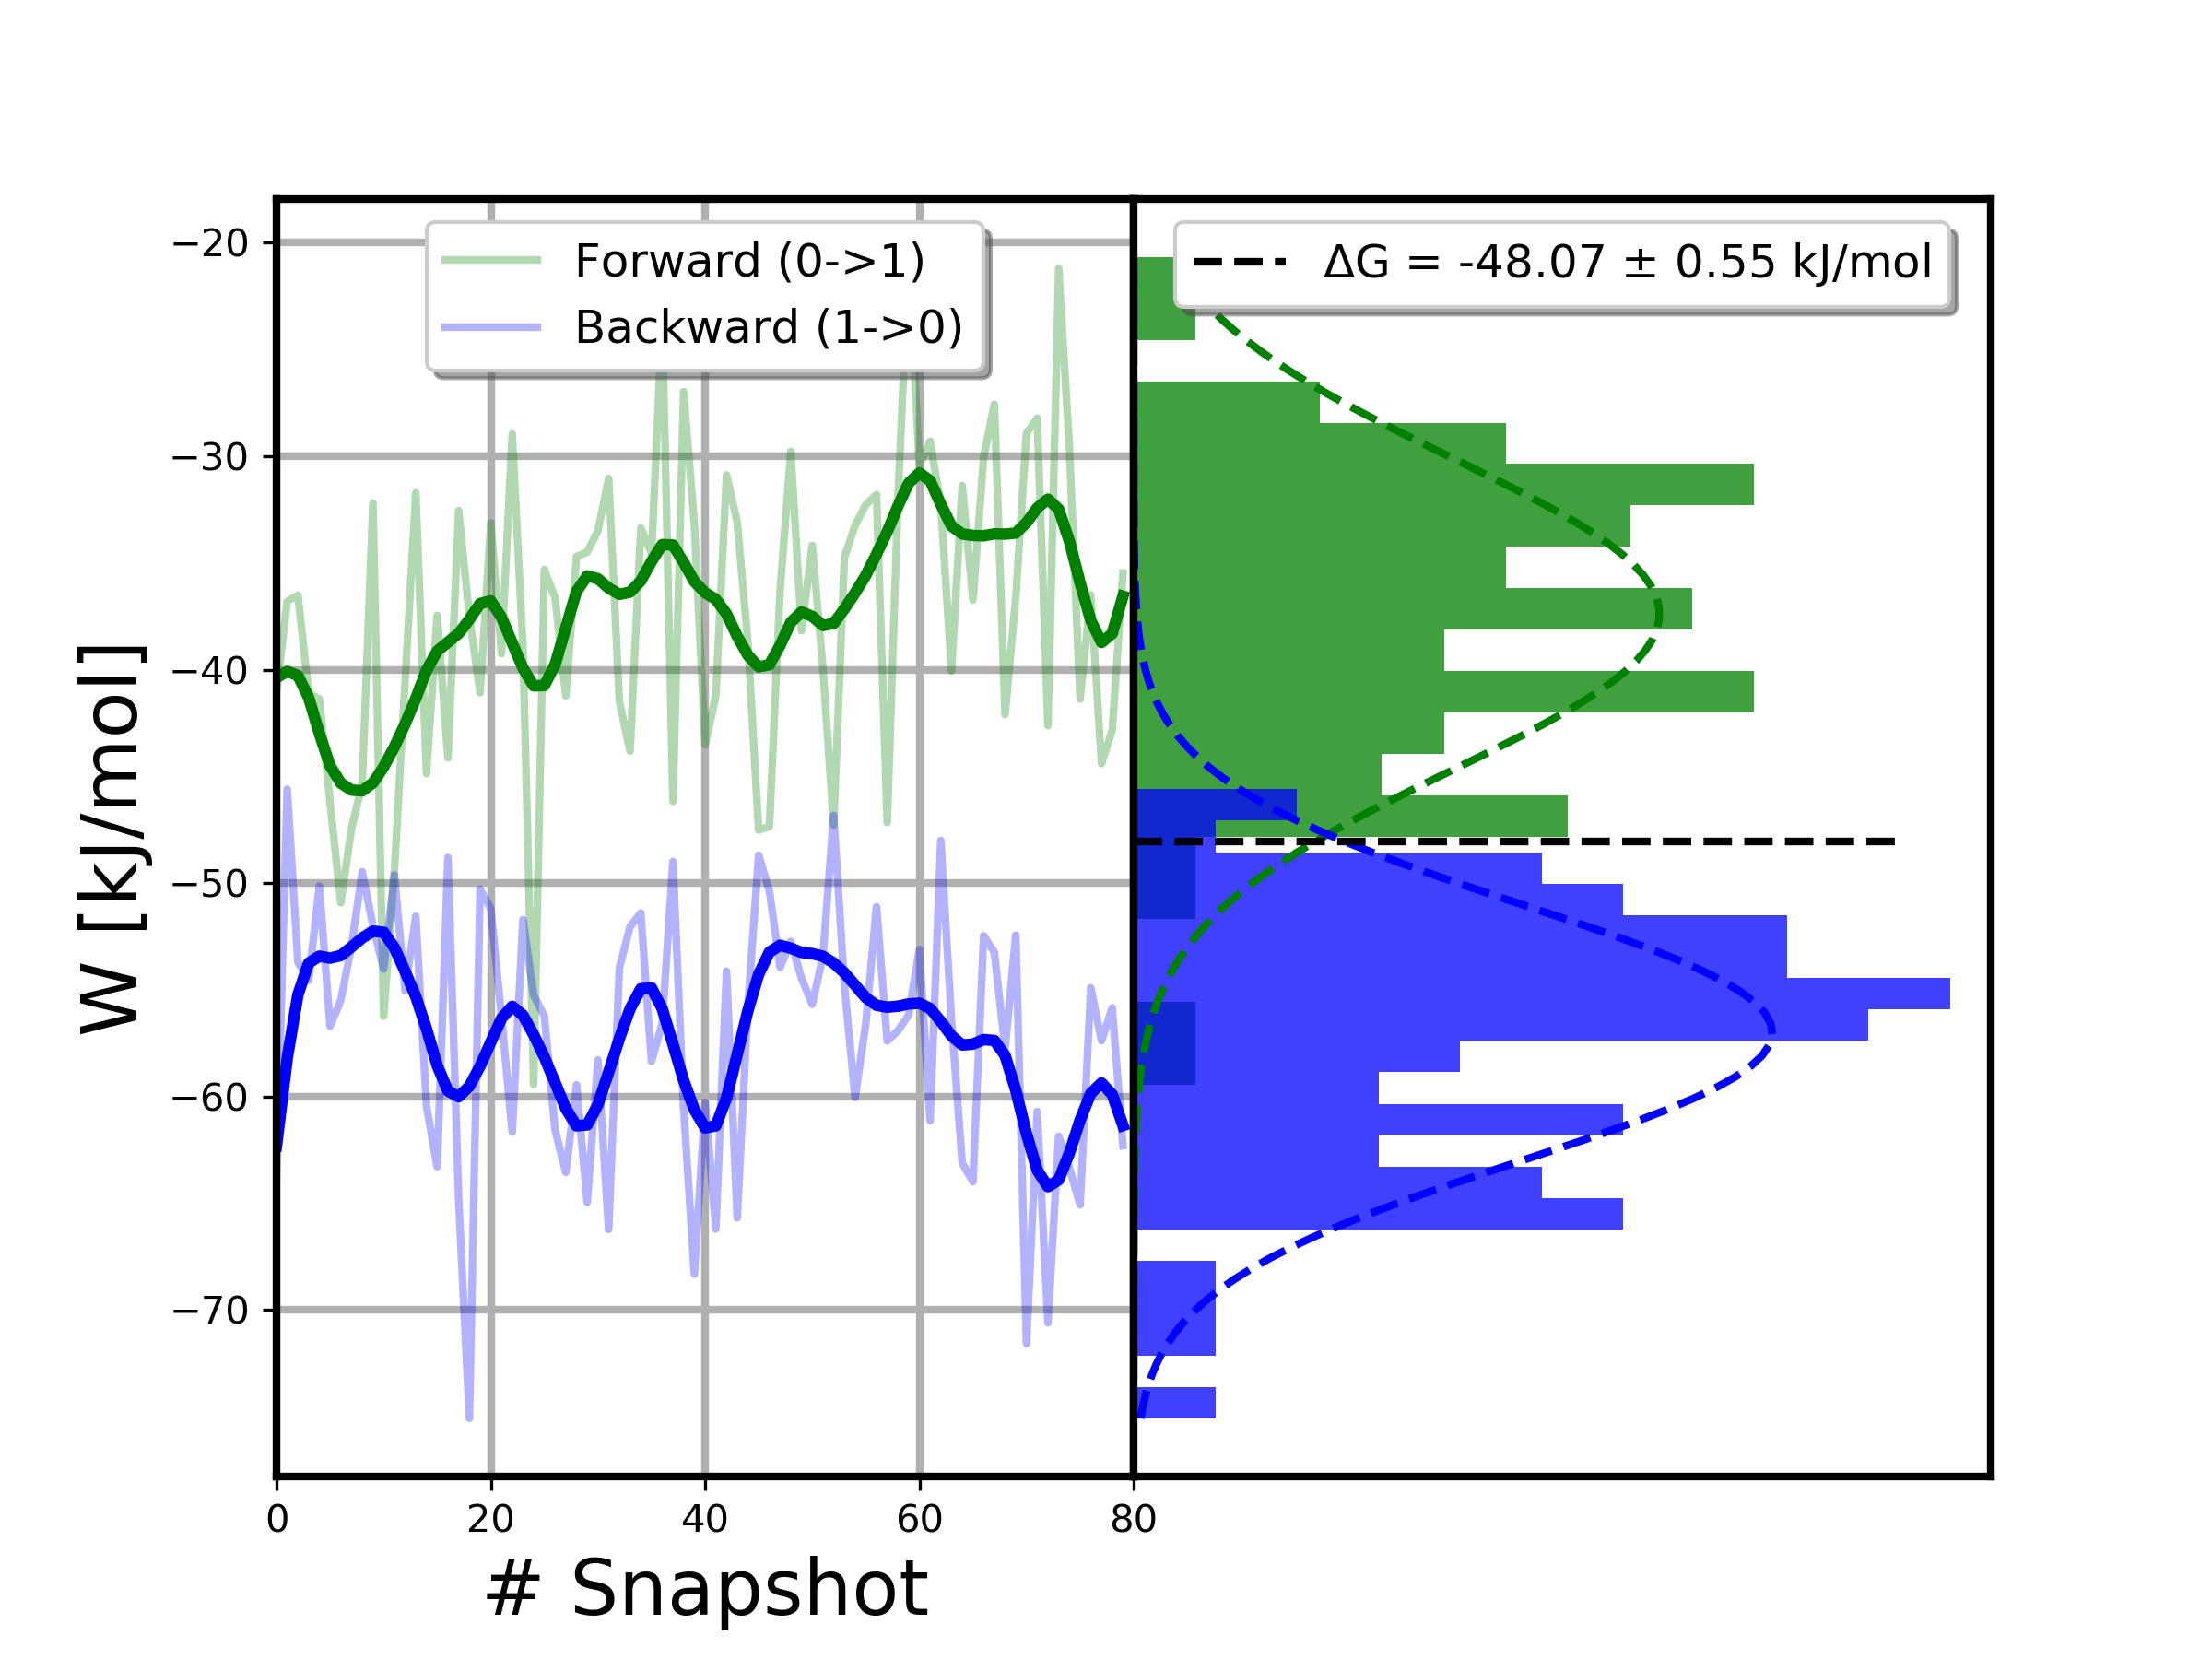 W [kJ/mol]
−20
−30
−40
−50
−60
−70
Forward (0->1)
Backward (1->0)
ΔG = -48.07 ± 0.55 kJ/mol
0 20 40 60 80
# Snapshot